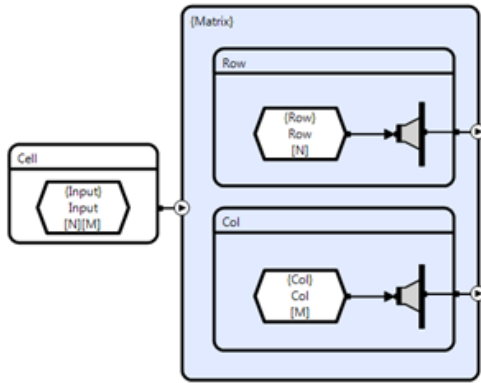 {Matrix}
Row
{Row}
Row
[N]
Cell
{Input}
Input
[N][M]
Col
{Col}
Col
[M]